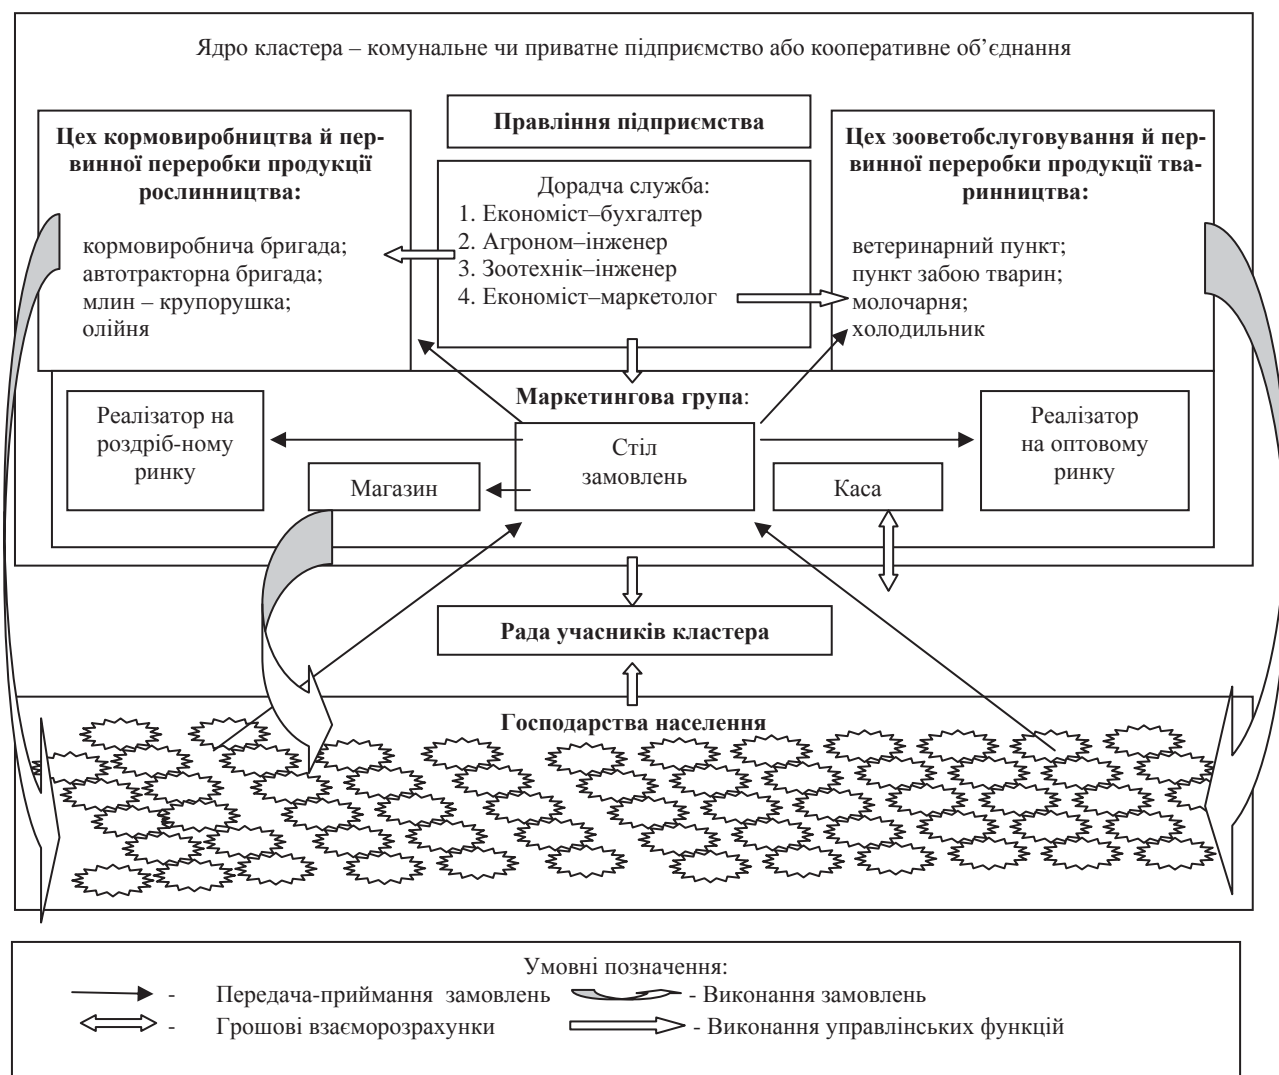 Ядро кластера – комунальне чи приватне підприємство або кооперативне об’єднання
Цех кормовиробництва й пер-
винної переробки продукції
рослинництва:
кормовиробнича бригада;
автотракторна бригада;
млин – крупорушка;
олійня
Правління підприємства
Дорадча служба:
1. Економіст–бухгалтер
2. Агроном–інженер
3. Зоотехнік–інженер
4. Економіст–маркетолог
Цех зооветобслуговування й пер-
винної переробки продукції тва-
ринництва:
ветеринарний пункт;
пункт забою тварин;
молочарня;
холодильник
Маркетингова група:
Реалізатор на
роздріб-ному
ринку
Магазин
Стіл
замовлень
Каса
Реалізатор
на оптовому
ринку
Рада учасників кластера
Господарства населення
Умовні позначення:
- Передача-приймання замовлень
- Виконання замовлень
- Грошові взаєморозрахунки
- Виконання управлінських функцій